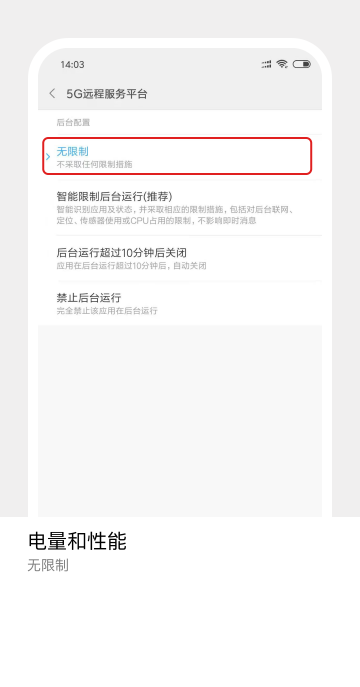 14:03
5G远程服务平台
后台配置
无限制
不采取任何限制措施
智能限制后台运行(推荐)
智能识别应用及状态，并采取相应的限制措施，包括对后台联网、
定位、传感器使用或CPU占用的限制，不影响即时消息
后台运行超过10分钟后关闭
应用在后台运行超过10分钟后，自动关闭
禁止后台运行
完全禁止该应用在后台运行
电量和性能
无限制